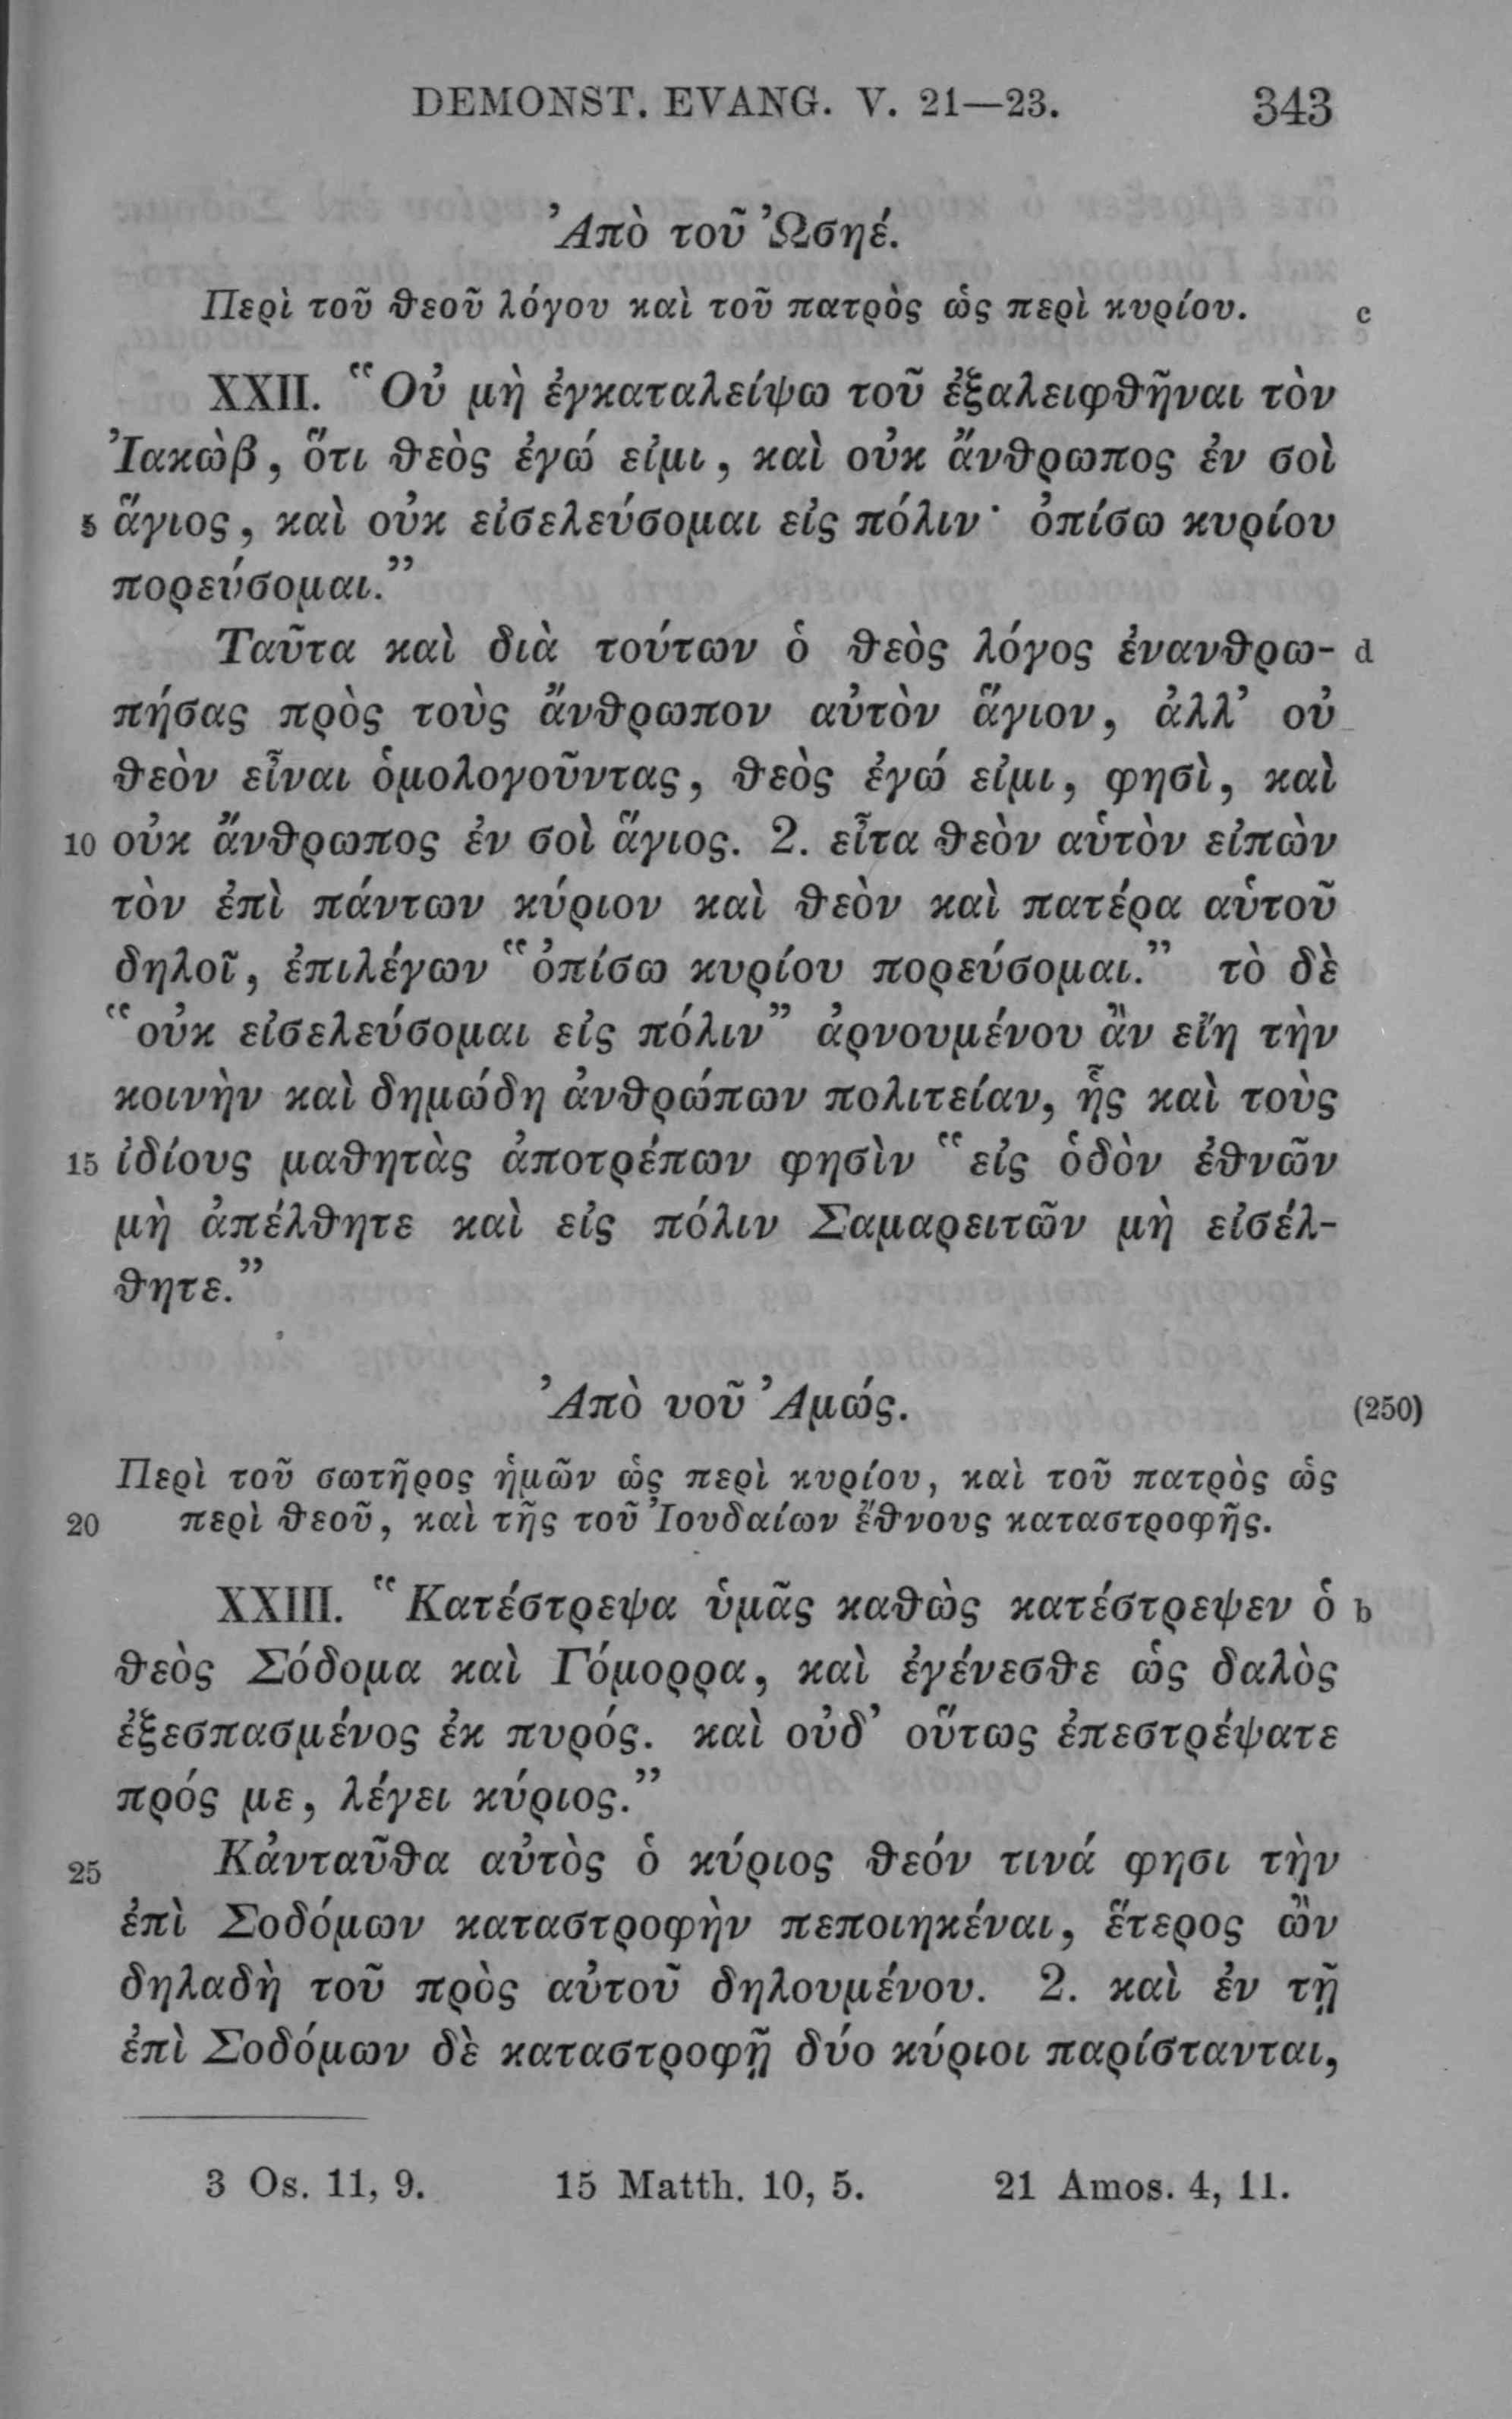 DEMONST. EVANG. V. 21—23. 343
Ἀπὸ τοῦ Ὠσηέ.
Περὶ τοῦ θεοῦ λόγου καὶ τοῦ πατρὸς ὡς περὶ κυρίου. c
XXII. “Οὐ μὴ ἐγκαταλείψω τοῦ ἐξαλειφθῆναι τὸν
Ἰακὼβ, ὅτι θεὸς ἐγώ εἰμι, καὶ οὐκ ἄνθρωπος ἐν σοὶ
5 ἅγιος, καὶ οὐκ εἰσελεύσομαι εἰς πόλιν· ὀπίσω κυρίου
πορεύσομαι.”
Ταῦτα καὶ διὰ τούτων ὁ θεὸς λόγος ἐνανθρω- d
πήσας πρὸς τοὺς ἄνθρωπον αὐτὸν ἅγιον, ἀλλ’ οὐ
θεὸν εἶναι ὁμολογοῦντας, θεὸς ἐγώ εἰμι, φησὶ, καὶ
10 οὐκ ἄνθρωπος ἐν σοὶ ἅγιος. 2. εἶτα θεὸν αὑτὸν εἰπὼν
τὸν ἐπὶ πάντων κύριον καὶ θεὸν καὶ πατέρα αὑτοῦ
δηλοῖ, ἐπιλέγων “ὀπίσω κυρίου πορεύσομαι.” τὸ δὲ
“οὐκ εἰσελεύσομαι εἰς πόλιν” ἀρνουμένου ἂν εἴη τὴν
κοινὴν καὶ δημώδη ἀνθρώπων πολιτείαν, ἧς καὶ τοὺς
15 ἰδίους μαθητὰς ἀποτρέπων φησὶν “εἰς ὁδὸν ἐθνῶν
μὴ ἀπέλθητε καὶ εἰς πόλιν Σαμαρειτῶν μὴ εἰσέλ-
θητε.”
Ἀπὸ νοῦ Ἀμώς. (250)
Περὶ τοῦ σωτῆρος ἡμῶν ὡς περὶ κυρίου, καὶ τοῦ πατρὸς ὡς
20 περὶ θεοῦ, καὶ τῆς τοῦ Ἰουδαίων ἔθνους καταστροφῆς.
XXIII. “Κατέστρεψα ὑμᾶς καθὼς κατέστρεψεν ὁ b
θεὸς Σόδομα καὶ Γόμορρα, καὶ ἐγένεσθε ὡς δαλὸς
ἐξεσπασμένος ἐκ πυρός. καὶ οὐδ’ οὕτως ἐπεστρέψατε
πρός με, λέγει κύριος.”
25 Κἀνταῦθα αὐτὸς ὁ κύριος θεόν τινά φησι τὴν
ἐπὶ Σοδόμων καταστροφὴν πεποιηκέναι, ἕτερος ὢν
δηλαδὴ τοῦ πρὸς αὐτοῦ δηλουμένου. 2. καὶ ἐν τῇ
ἐπὶ Σοδόμων δὲ καταστροφῇ δύο κύριοι παρίστανται,
3 Os. 11, 9. 15 Matth. 10, 5. 21 Amos. 4, 11.